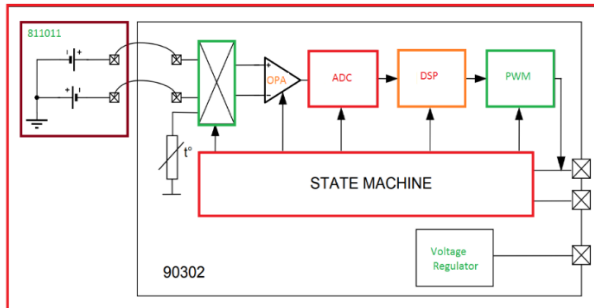 811011
OPA
ADC
DSP
PWM
t°
STATE MACHINE
Voltage
Regulator
90302